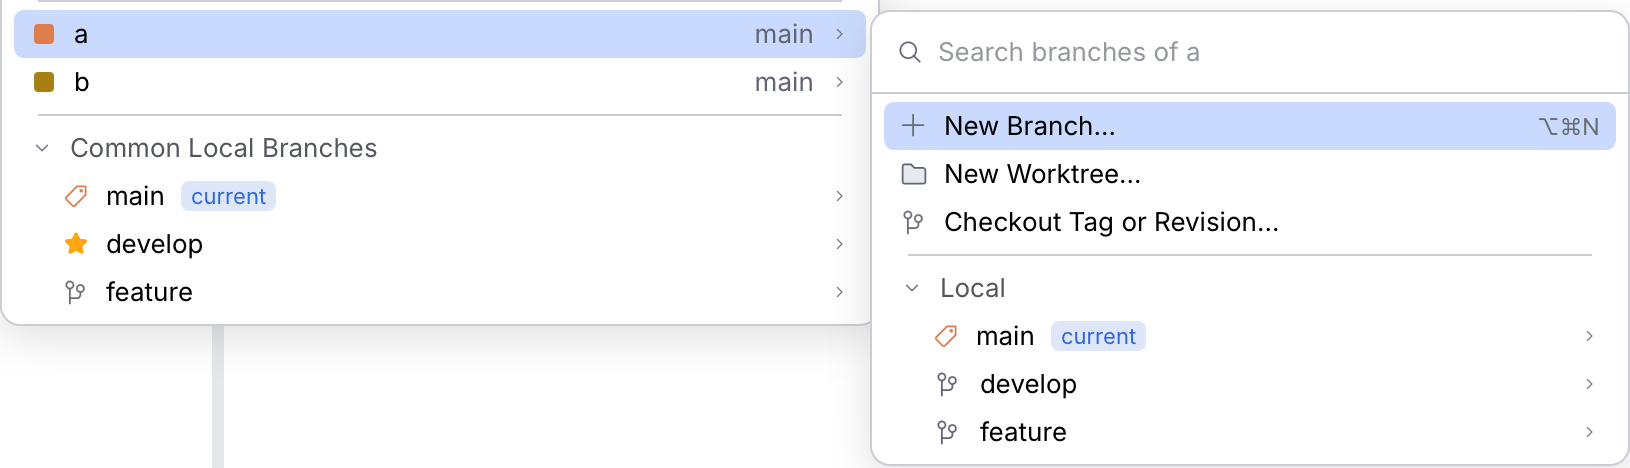 a main
b main
Common Local Branches
main current
develop
feature
Search branches of a
New Branch... ⌥⌘N
New Worktree...
Checkout Tag or Revision...
Local
main current
develop
feature